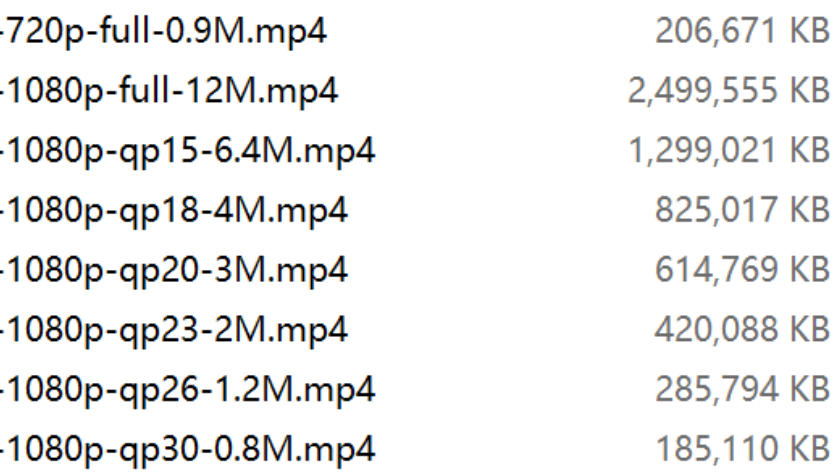 -720p-full-0.9M.mp4 206,671 KB
-1080p-full-12M.mp4 2,499,555 KB
-1080p-qp15-6.4M.mp4 1,299,021 KB
-1080p-qp18-4M.mp4 825,017 KB
-1080p-qp20-3M.mp4 614,769 KB
-1080p-qp23-2M.mp4 420,088 KB
-1080p-qp26-1.2M.mp4 285,794 KB
-1080p-qp30-0.8M.mp4 185,110 KB